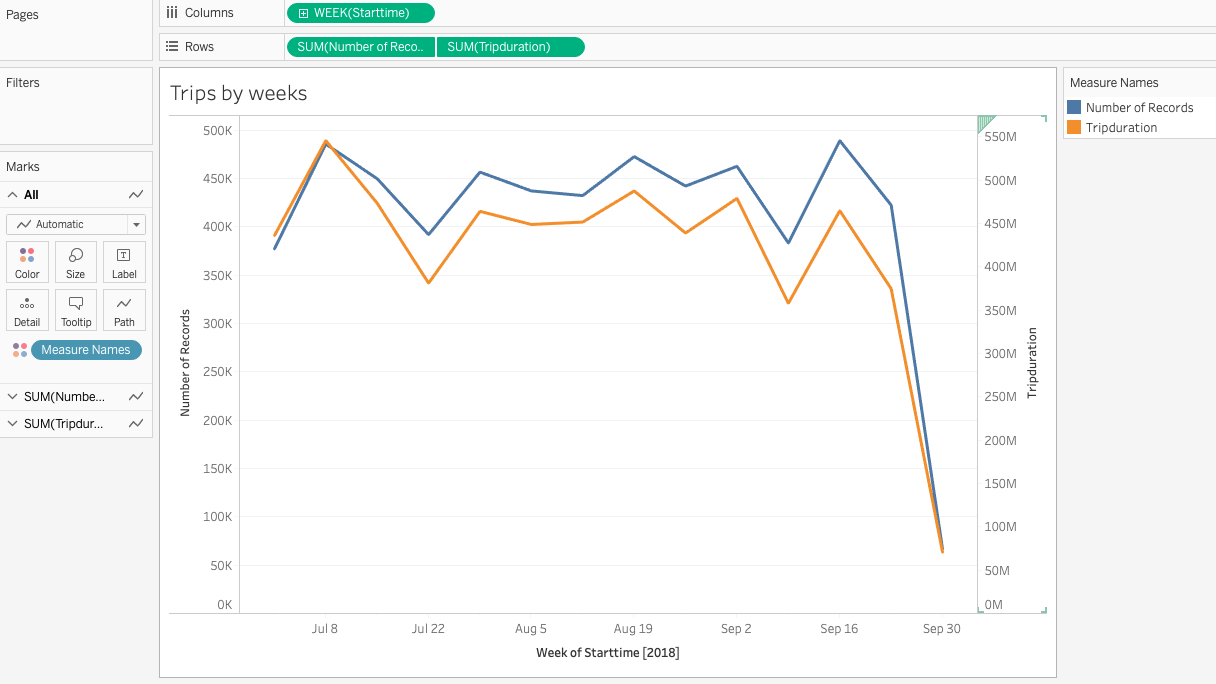 Pages
Columns
WEEK(Starttime)
Rows
SUM(Number of Reco..
SUM(Tripduration)
Filters
Marks
All
Automatic
Color
Size
Label
Detail
Tooltip
Path
Measure Names
SUM(Numbe...
SUM(Tripdur...
Trips by weeks
500K
450K
400K
350K
300K
250K
200K
150K
100K
50K
0K
Number of Records
550M
500M
450M
400M
350M
300M
250M
200M
150M
100M
50M
0M
Tripduration
Jul 8
Jul 22
Aug 5
Aug 19
Sep 2
Sep 16
Sep 30
Week of Starttime [2018]
Measure Names
Number of Records
Tripduration